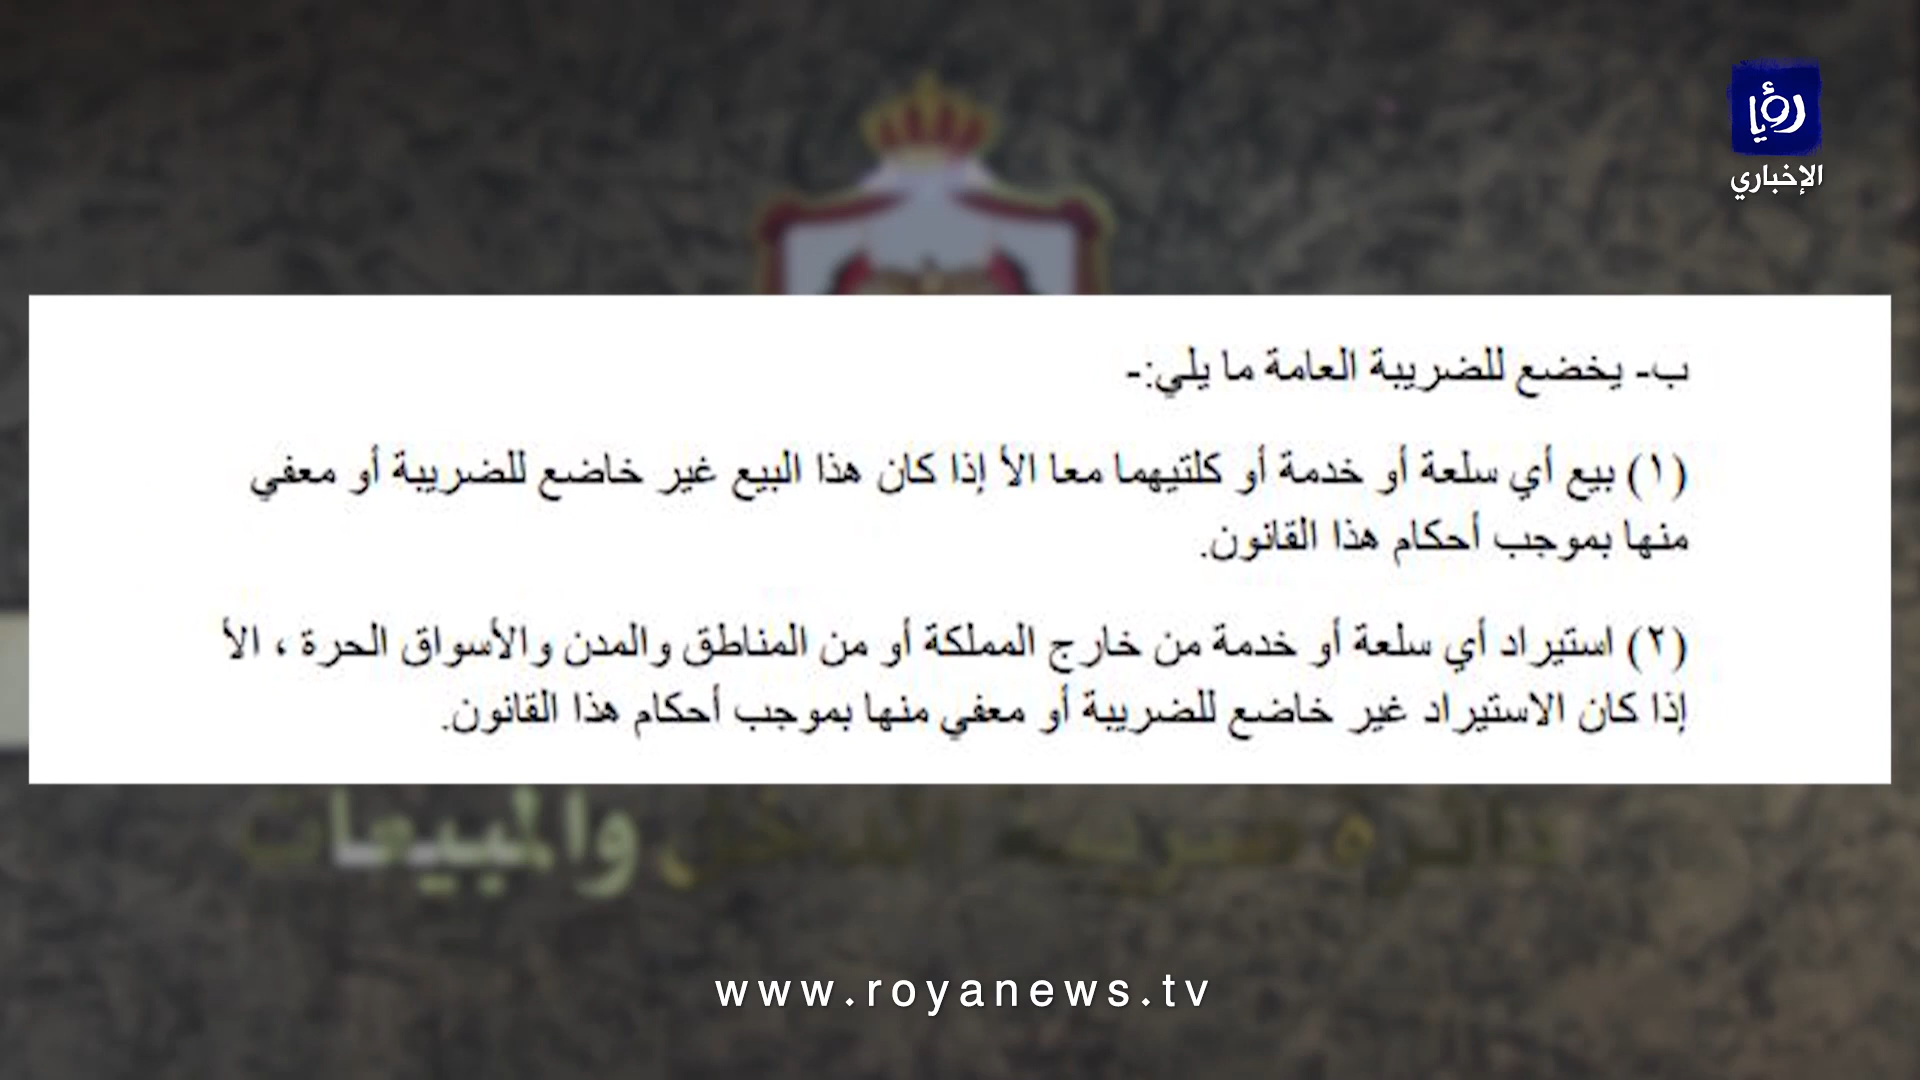 رؤيا
الإخباري
ب- يخضع للضريبة العامة ما يلي:-
(١) بيع أي سلعة أو خدمة أو كلتيهما معا الأ إذا كان هذا البيع غير خاضع للضريبة أو معفي
منها بموجب أحكام هذا القانون.
(٢) استيراد أي سلعة أو خدمة من خارج المملكة أو من المناطق والمدن والأسواق الحرة ، الأ
إذا كان الاستيراد غير خاضع للضريبة أو معفي منها بموجب أحكام هذا القانون.
دائرة ضريبة الدخل والمبيعات
www.royanews.tv